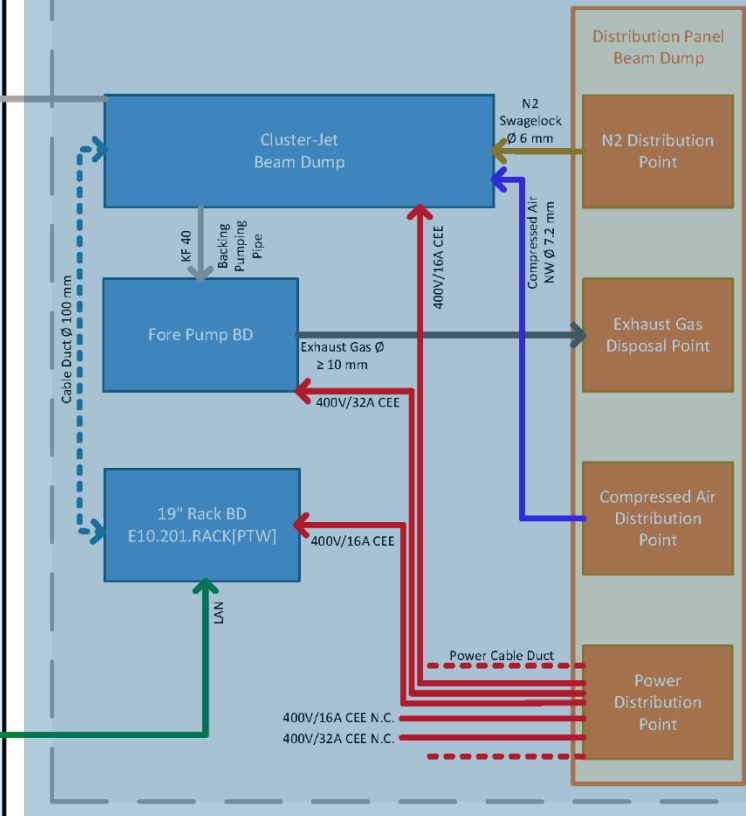 Distribution Panel
Beam Dump
N2
Swagelock
Ø 6 mm
Cluster-Jet
Beam Dump
N2 Distribution
Point
KF 40
Backing
Pumping
Pipe
400V/16A CEE
Compressed Air
NW Ø 7.2 mm
Cable Duct Ø 100 mm
Fore Pump BD
Exhaust Gas Ø
≥ 10 mm
Exhaust Gas
Disposal Point
400V/32A CEE
19" Rack BD
E10.201.RACK[PTW]
400V/16A CEE
Compressed Air
Distribution
Point
LAN
Power Cable Duct
Power
Distribution
Point
400V/16A CEE N.C.
400V/32A CEE N.C.